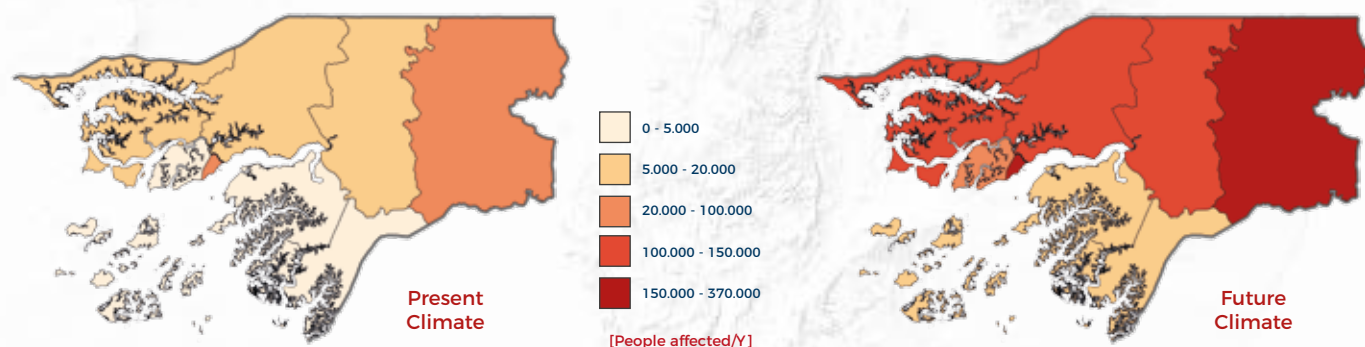 Present
Climate
0 - 5.000
5.000 - 20.000
20.000 - 100.000
100.000 - 150.000
150.000 - 370.000
[People affected/Y]
Future
Climate